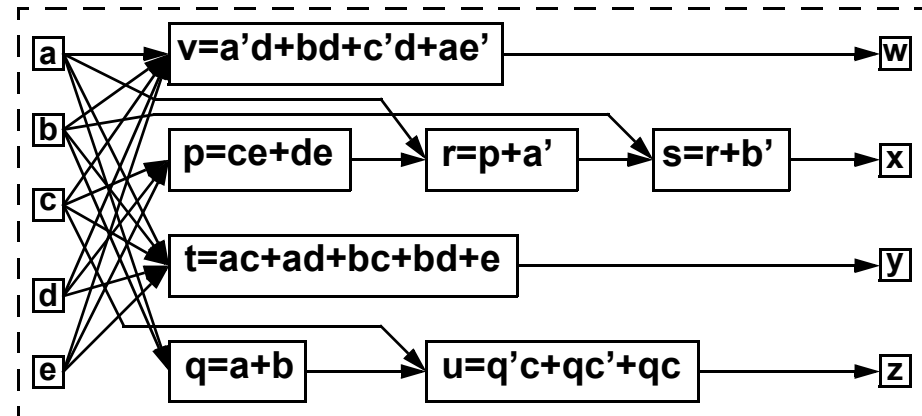 a v=a’d+bd+c’d+ae’ w
b
p=ce+de r=p+a’ s=r+b’ x
c
t=ac+ad+bc+bd+e y
d
e q=a+b u=q’c+qc’+qc z